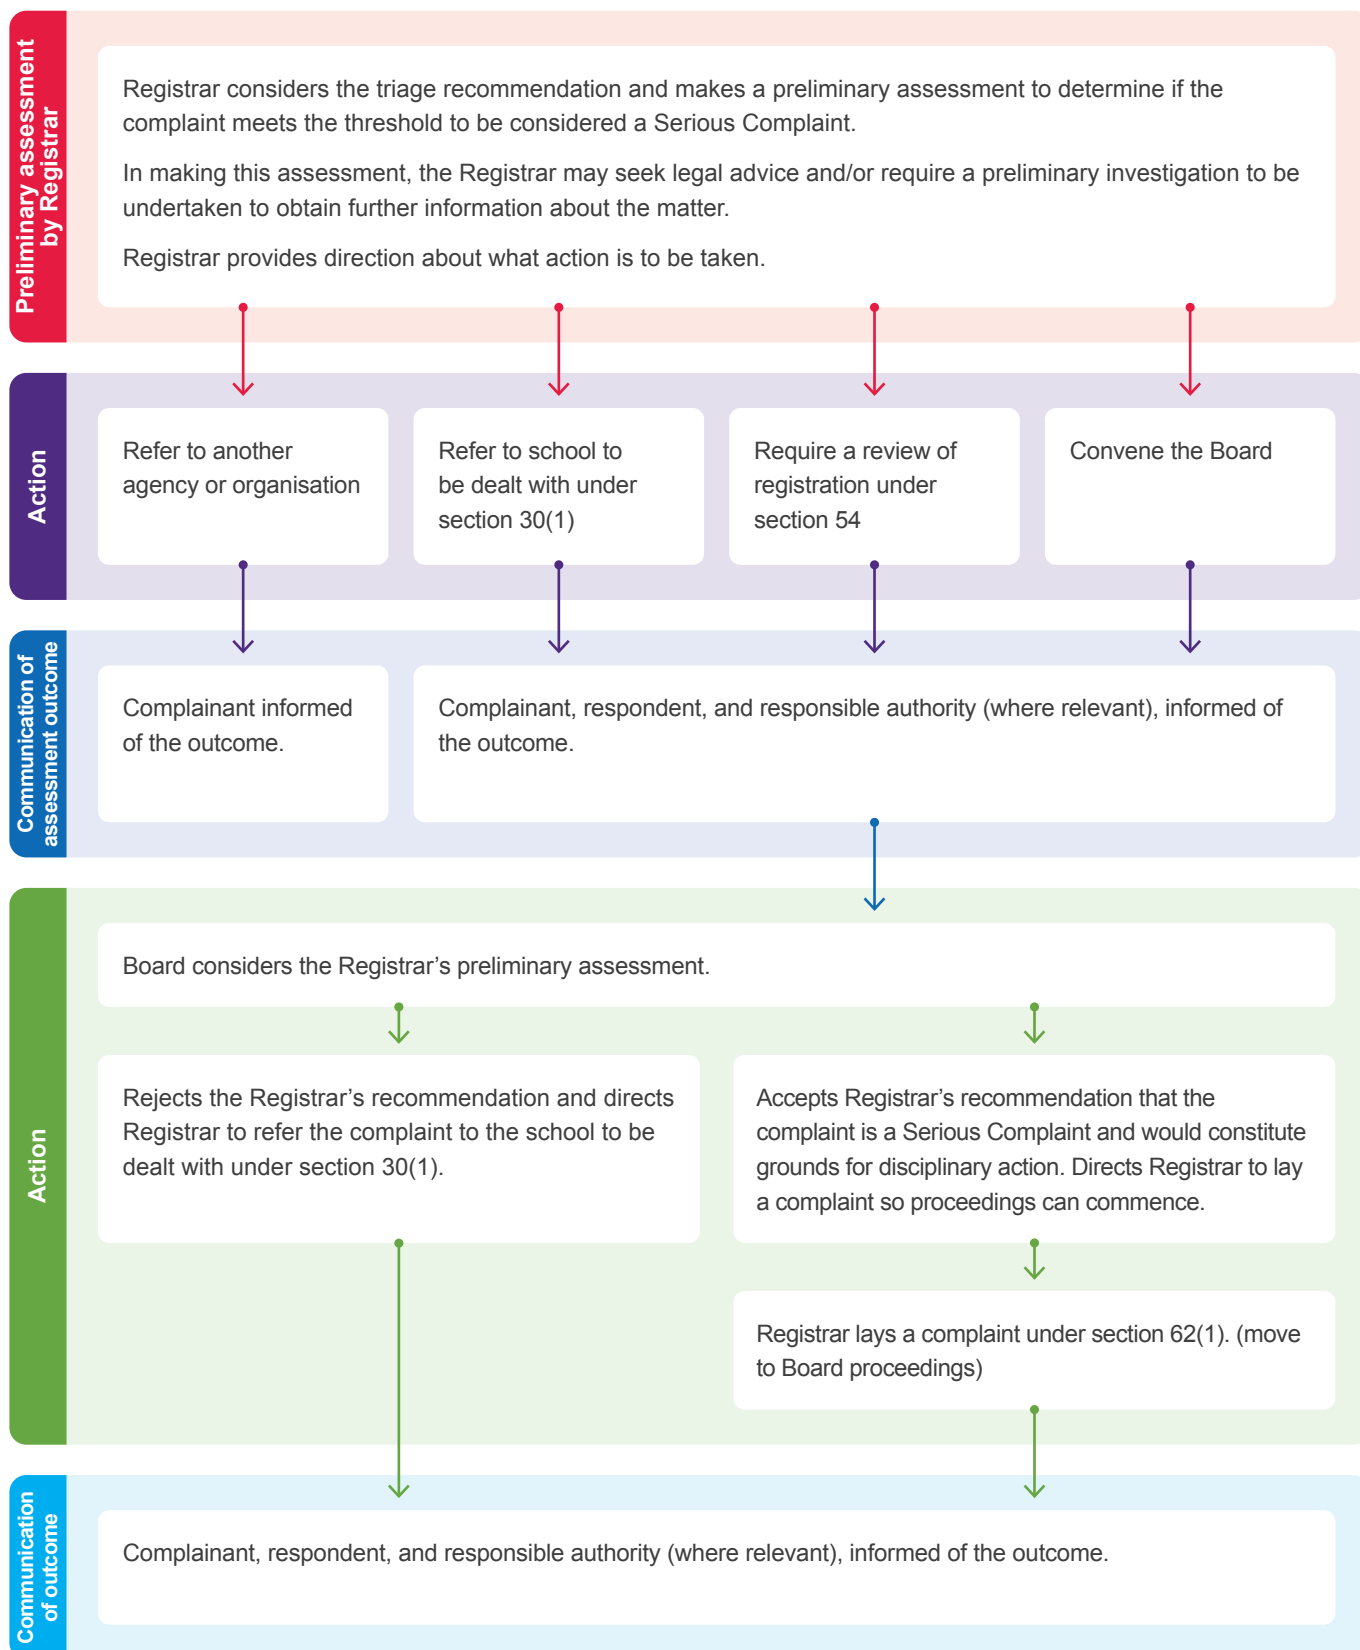 Preliminary assessment
by Registrar
Registrar considers the triage recommendation and makes a preliminary assessment to determine if the
complaint meets the threshold to be considered a Serious Complaint.
In making this assessment, the Registrar may seek legal advice and/or require a preliminary investigation to be
undertaken to obtain further information about the matter.
Registrar provides direction about what action is to be taken.
Action
Refer to another
agency or organisation
Refer to school to
be dealt with under
section 30(1)
Require a review of
registration under
section 54
Convene the Board
Communication of
assessment outcome
Complainant informed
of the outcome.
Complainant, respondent, and responsible authority (where relevant), informed of
the outcome.
Action
Board considers the Registrar’s preliminary assessment.
Rejects the Registrar’s recommendation and directs
Registrar to refer the complaint to the school to be
dealt with under section 30(1).
Accepts Registrar’s recommendation that the
complaint is a Serious Complaint and would constitute
grounds for disciplinary action. Directs Registrar to lay
a complaint so proceedings can commence.
Registrar lays a complaint under section 62(1). (move
to Board proceedings)
Communication
of outcome
Complainant, respondent, and responsible authority (where relevant), informed of the outcome.